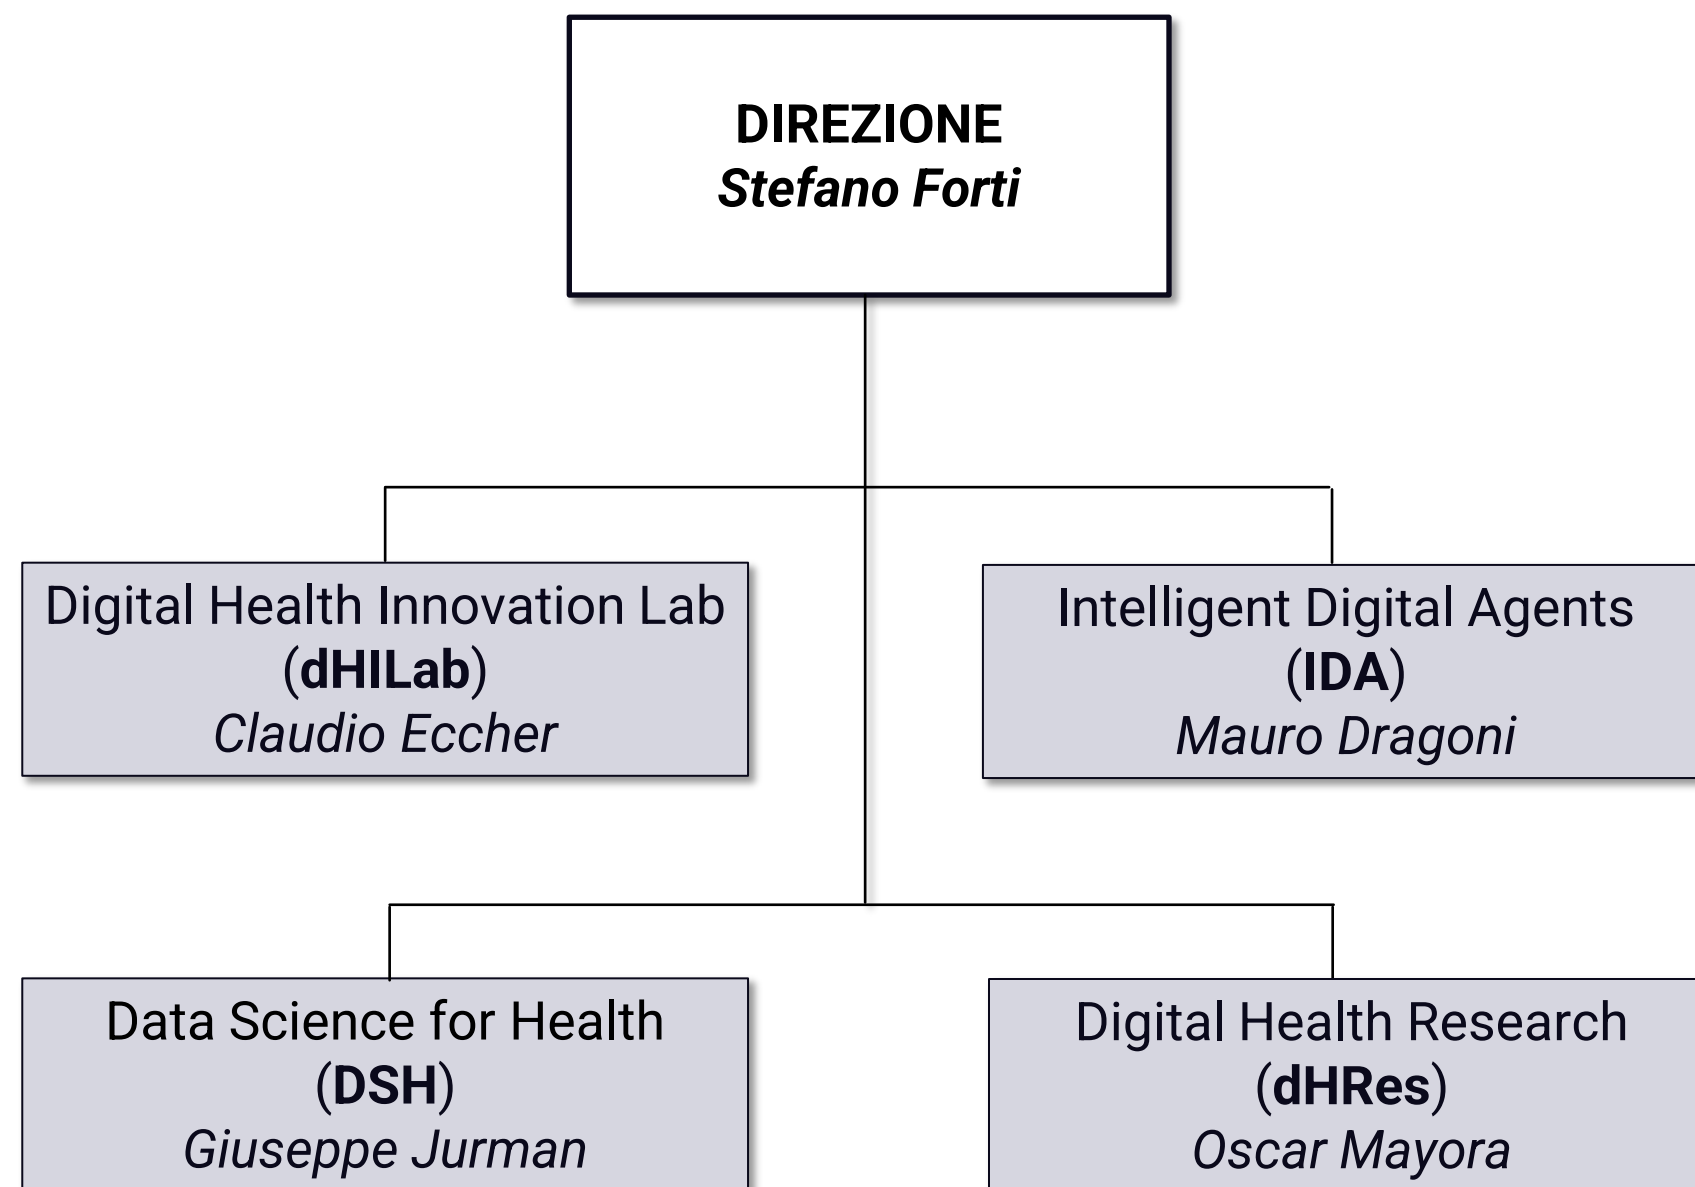 DIREZIONE
Stefano Forti
Digital Health Innovation Lab
(dHILab)
Claudio Eccher
Intelligent Digital Agents
(IDA)
Mauro Dragoni
Data Science for Health
(DSH)
Giuseppe Jurman
Digital Health Research
(dHRes)
Oscar Mayora